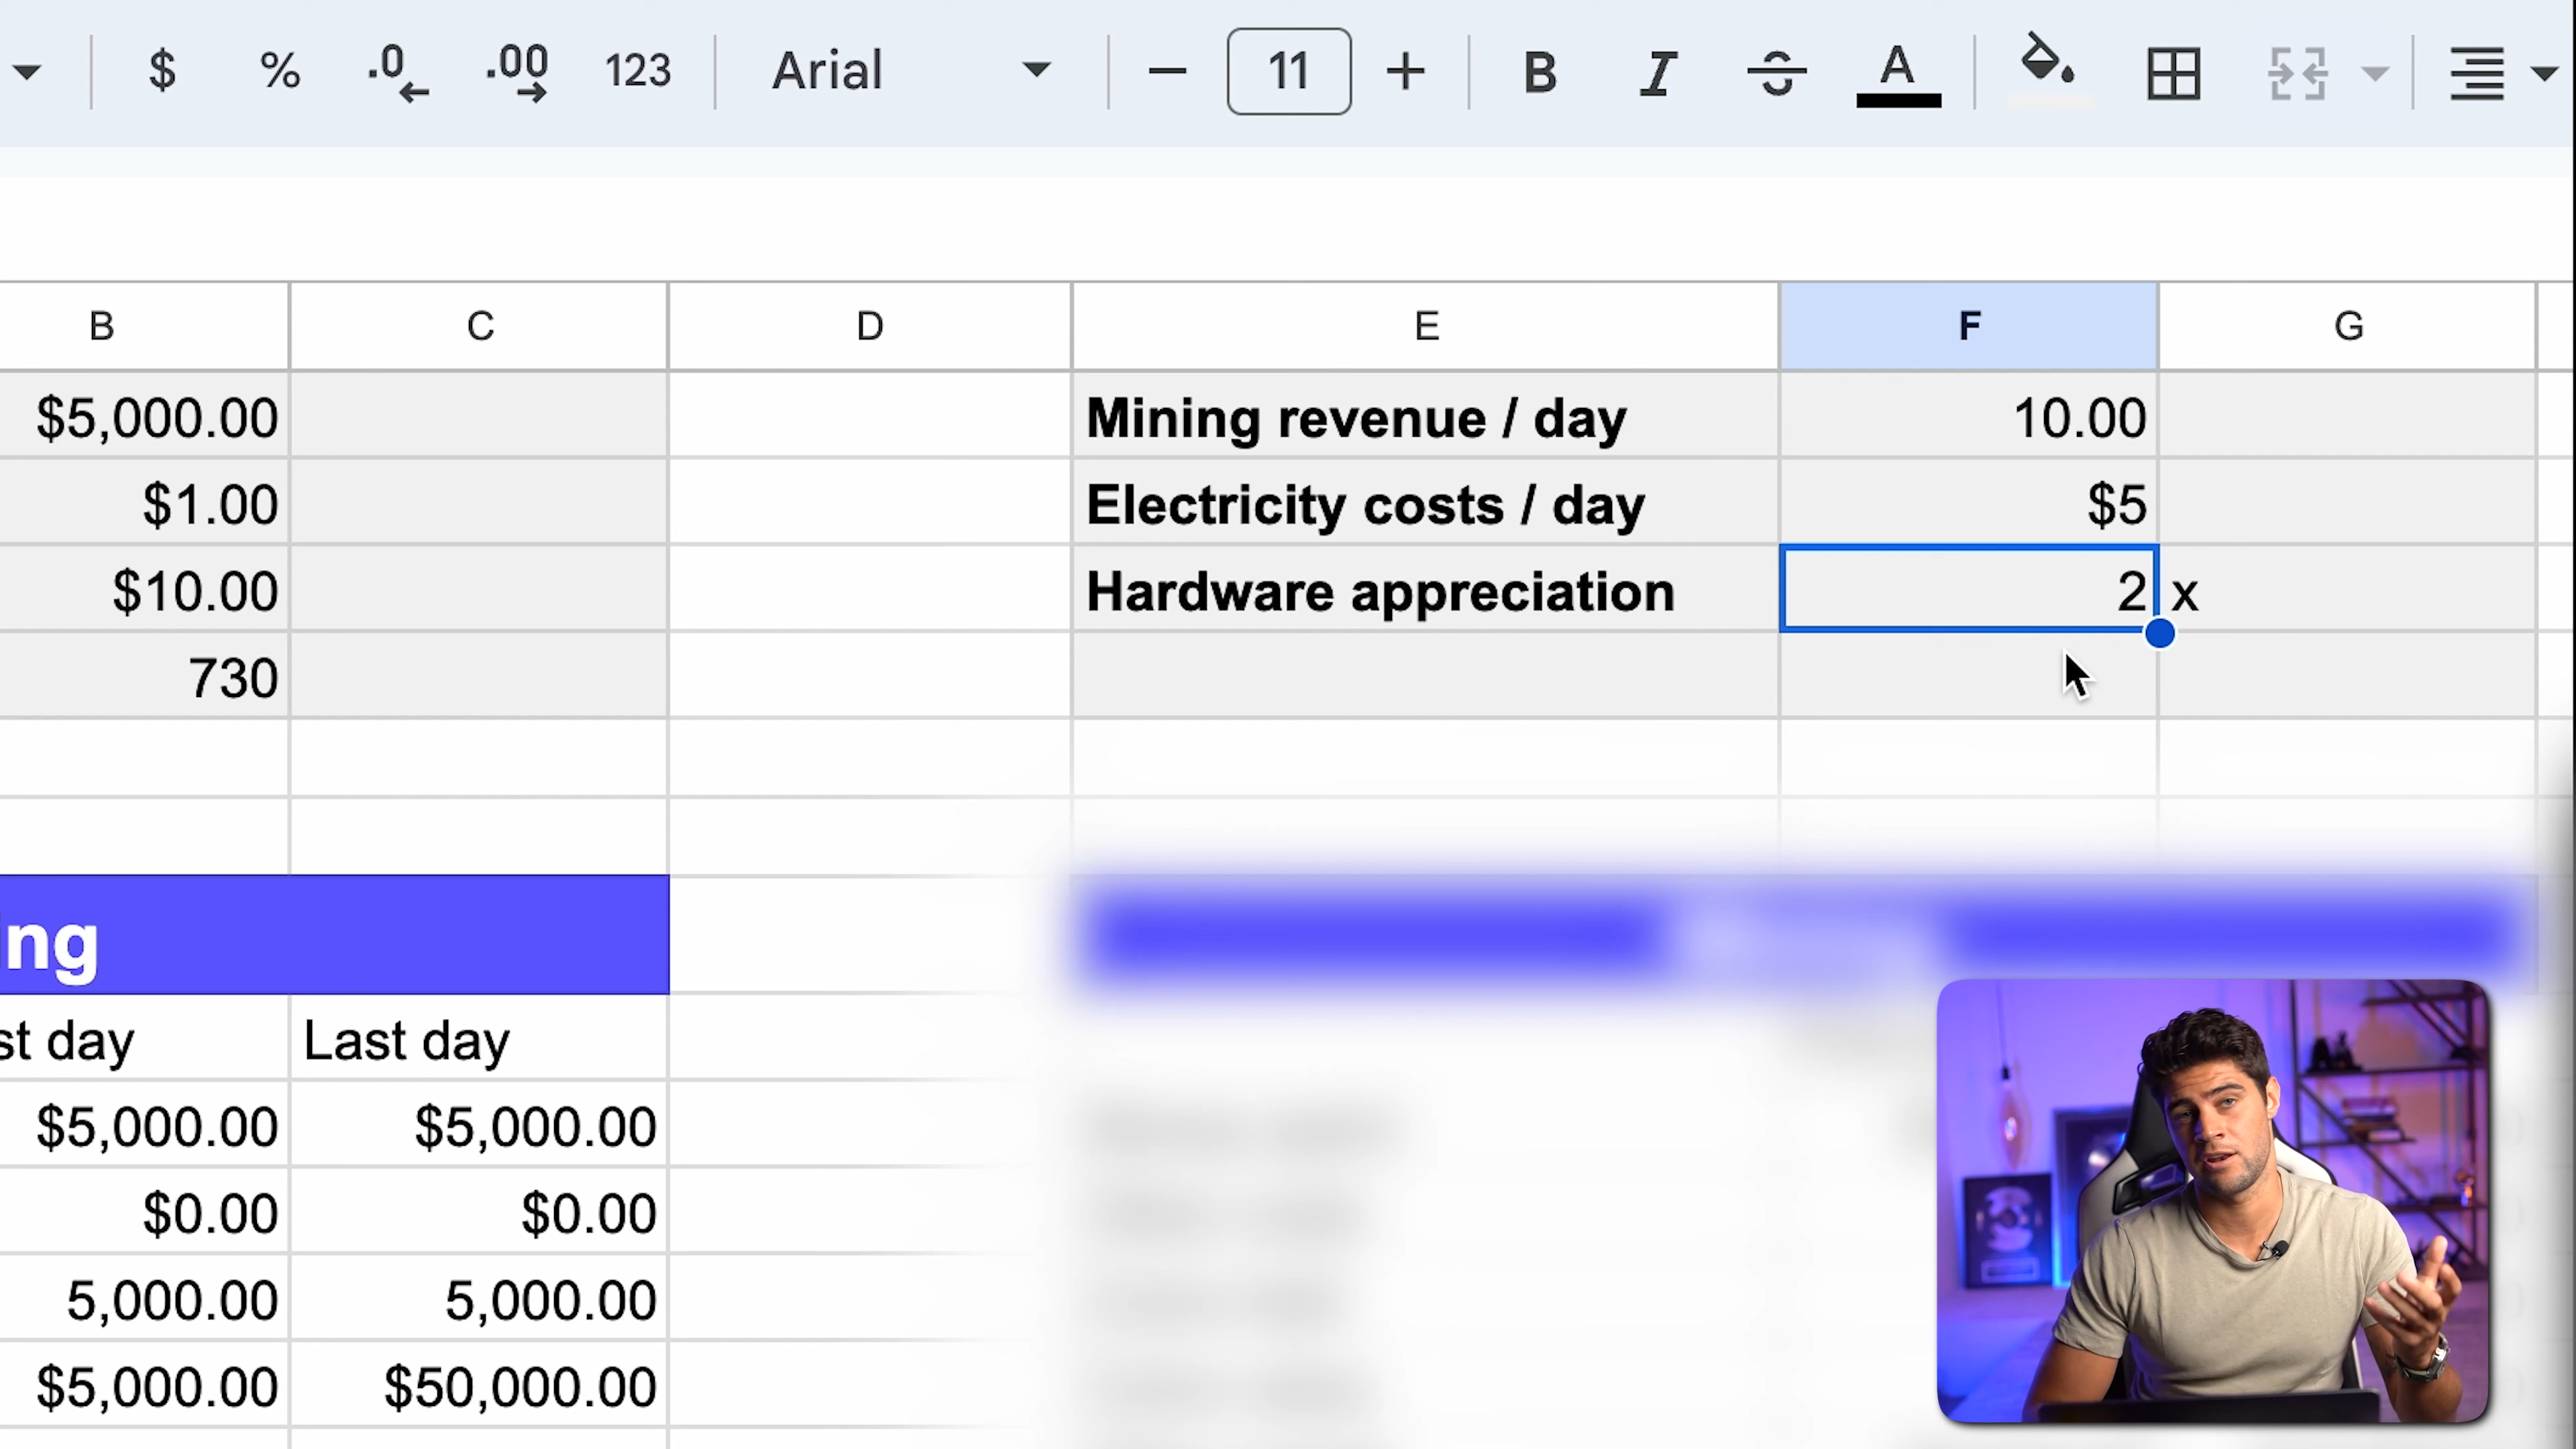 $ % .0 .00 123 Arial 11 B I S A
B C D E F G
$5,000.00 Mining revenue / day 10.00
$1.00 Electricity costs / day $5
$10.00 Hardware appreciation 2 x
730
ing
st day Last day
$5,000.00 $5,000.00
$0.00 $0.00
5,000.00 5,000.00
$5,000.00 $50,000.00